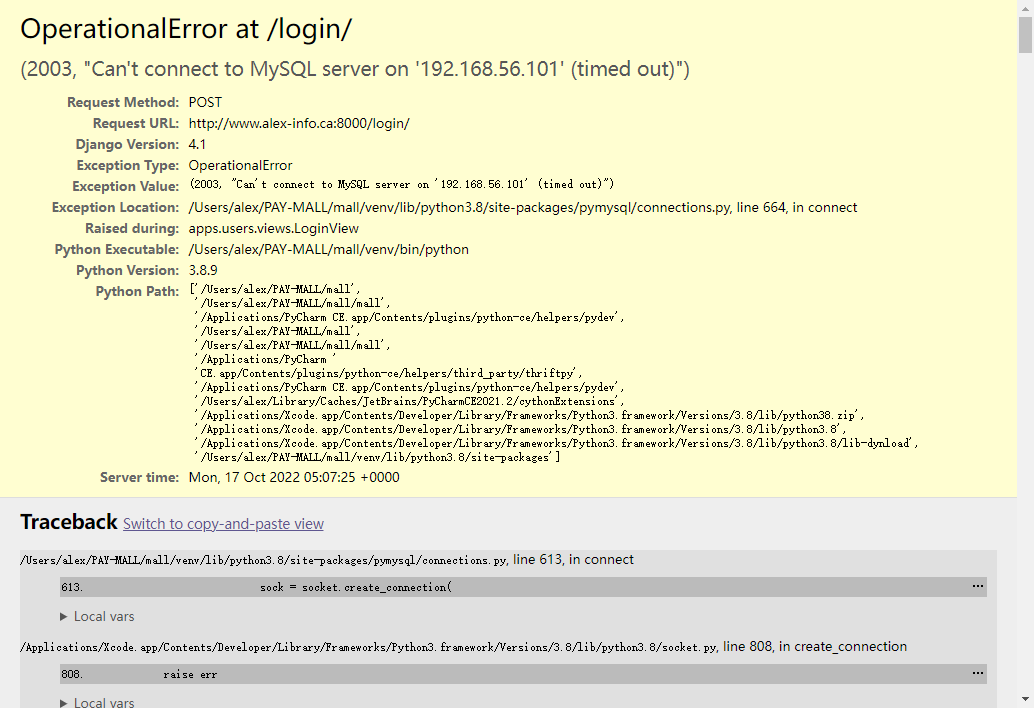 OperationalError at /login/
(2003, "Can't connect to MySQL server on '192.168.56.101' (timed out)")
Request Method: POST
Request URL: http://www.alex-info.ca:8000/login/
Django Version: 4.1
Exception Type: OperationalError
Exception Value: (2003, "Can't connect to MySQL server on '192.168.56.101' (timed out)")
Exception Location: /Users/alex/PAY-MALL/mall/venv/lib/python3.8/site-packages/pymysql/connections.py, line 664, in connect
Raised during: apps.users.views.LoginView
Python Executable: /Users/alex/PAY-MALL/mall/venv/bin/python
Python Version: 3.8.9
Python Path: ['/Users/alex/PAY-MALL/mall',
'/Users/alex/PAY-MALL/mall/mall',
'/Applications/PyCharm CE.app/Contents/plugins/python-ce/helpers/pydev',
'/Users/alex/PAY-MALL/mall',
'/Users/alex/PAY-MALL/mall/mall',
'/Applications/PyCharm '
'CE.app/Contents/plugins/python-ce/helpers/third_party/thriftpy',
'/Applications/PyCharm CE.app/Contents/plugins/python-ce/helpers/pydev',
'/Users/alex/Library/Caches/JetBrains/PyCharmCE2021.2/cythonExtensions',
'/Applications/Xcode.app/Contents/Developer/Library/Frameworks/Python3.framework/Versions/3.8/lib/python38.zip',
'/Applications/Xcode.app/Contents/Developer/Library/Frameworks/Python3.framework/Versions/3.8/lib/python3.8',
'/Applications/Xcode.app/Contents/Developer/Library/Frameworks/Python3.framework/Versions/3.8/lib/python3.8/lib-dynload',
'/Users/alex/PAY-MALL/mall/venv/lib/python3.8/site-packages']
Server time: Mon, 17 Oct 2022 05:07:25 +0000
Traceback Switch to copy-and-paste view
/Users/alex/PAY-MALL/mall/venv/lib/python3.8/site-packages/pymysql/connections.py, line 613, in connect
613. sock = socket.create_connection( …
▶ Local vars
/Applications/Xcode.app/Contents/Developer/Library/Frameworks/Python3.framework/Versions/3.8/lib/python3.8/socket.py, line 808, in create_connection
808. raise err …
▶ Local vars